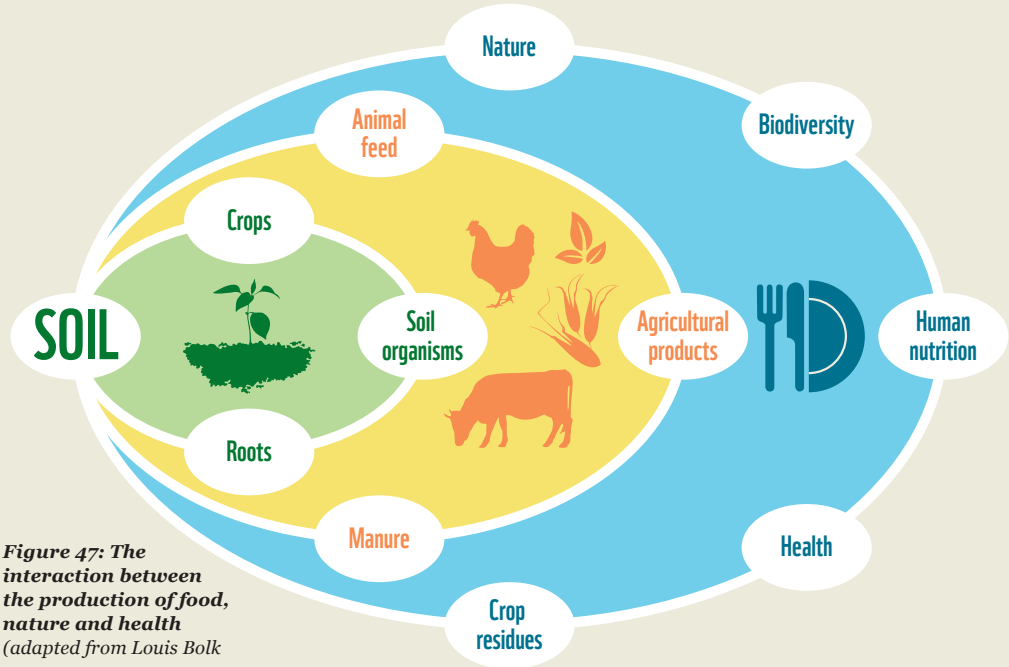 Nature
Biodiversity
Animal
feed
Crops
SOIL
Soil
organisms
Agricultural
products
Human
nutrition
Roots
Manure
Health
Crop
residues
Figure 47: The
interaction between
the production of food,
nature and health
(adapted from Louis Bolk